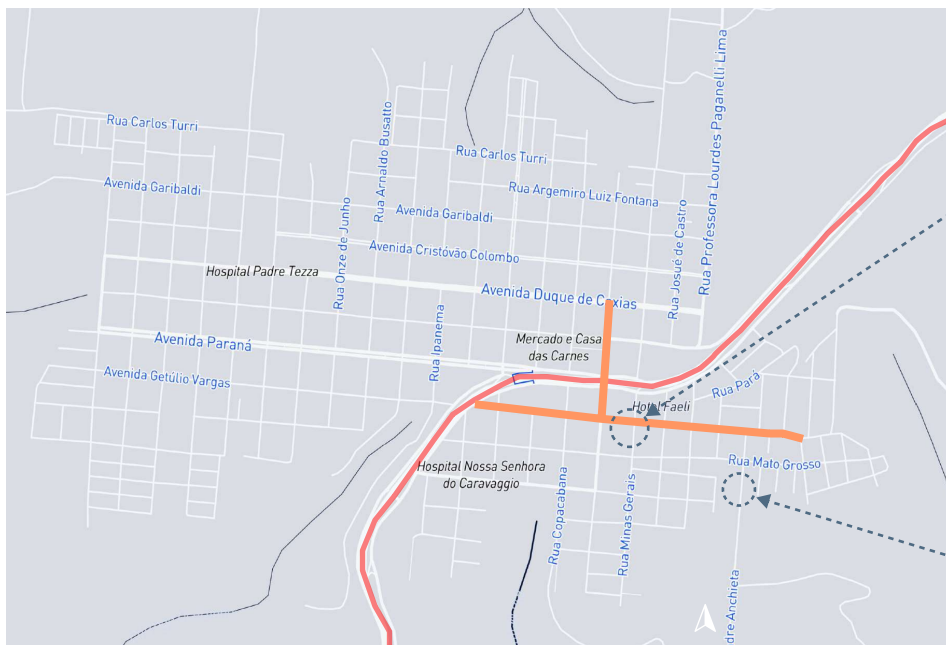 Rua Carlos Turri
Avenida Garibaldi
Rua Arnaldo Busatto
Rua Onze de Junho
Rua Carlos Turri
Rua Argemiro Luiz Fontana
Avenida Garibaldi
Avenida Cristóvão Colombo
Rua Josué de Castro
Rua Professora Lourdes Paganelli Lima
Hospital Padre Tezza
Avenida Duque de Caxias
Avenida Paraná
Rua Ipanema
Mercado e Casa
das Carnes
Avenida Getúlio Vargas
Rua Pará
Hotel Faeli
Hospital Nossa Senhora
do Caravaggio
Rua Mato Grosso
Rua Copacabana
Rua Minas Gerais
dre Anchieta